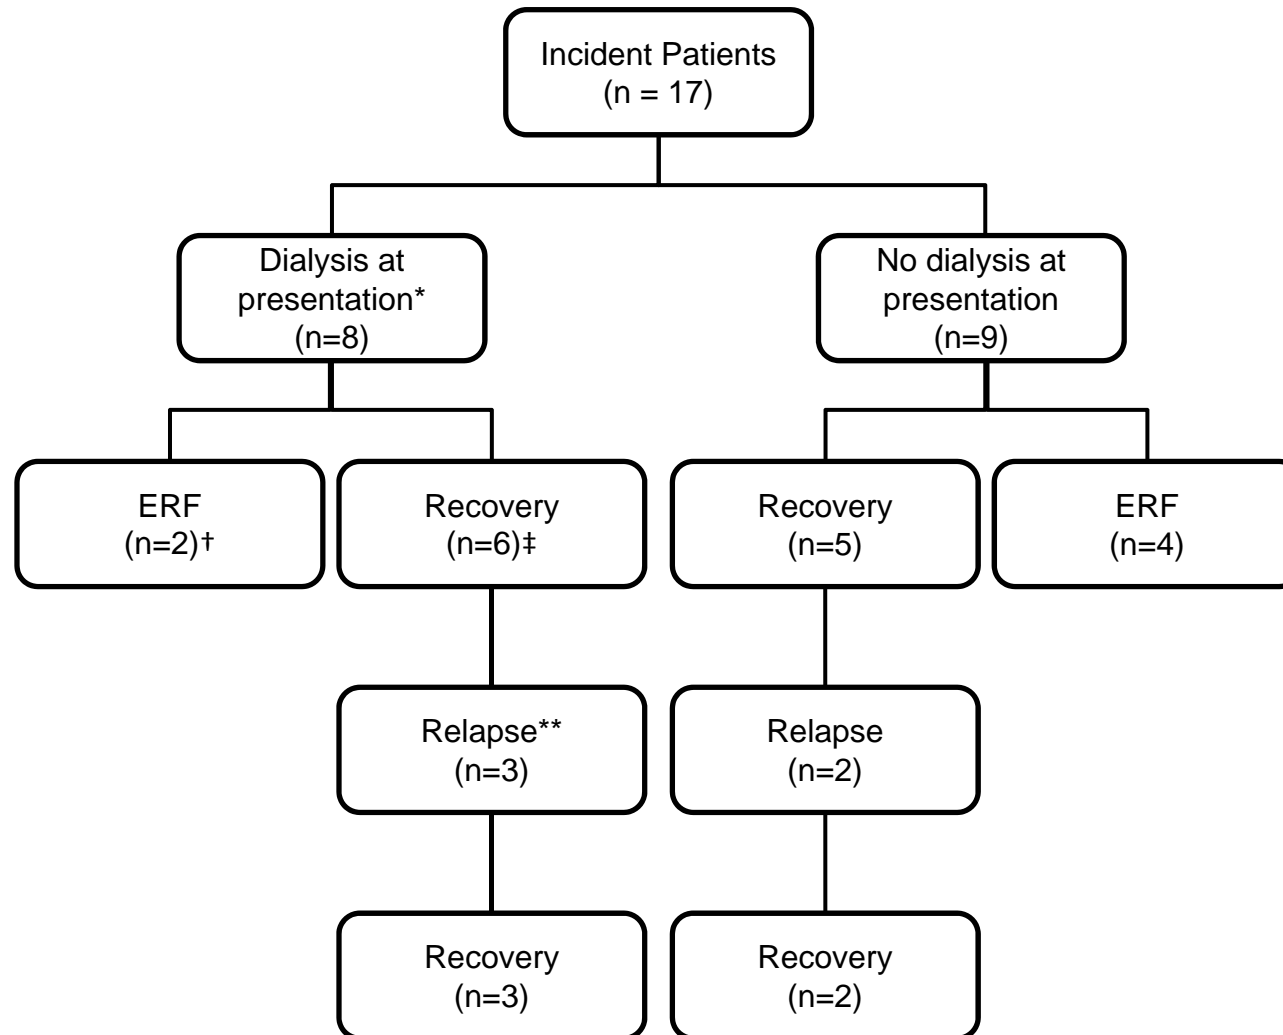 Incident Patients
(n = 17)
Dialysis at
presentation*
(n=8)
No dialysis at
presentation
(n=9)
ERF
(n=2)†
Recovery
(n=6)‡
Recovery
(n=5)
ERF
(n=4)
Relapse**
(n=3)
Relapse
(n=2)
Recovery
(n=3)
Recovery
(n=2)